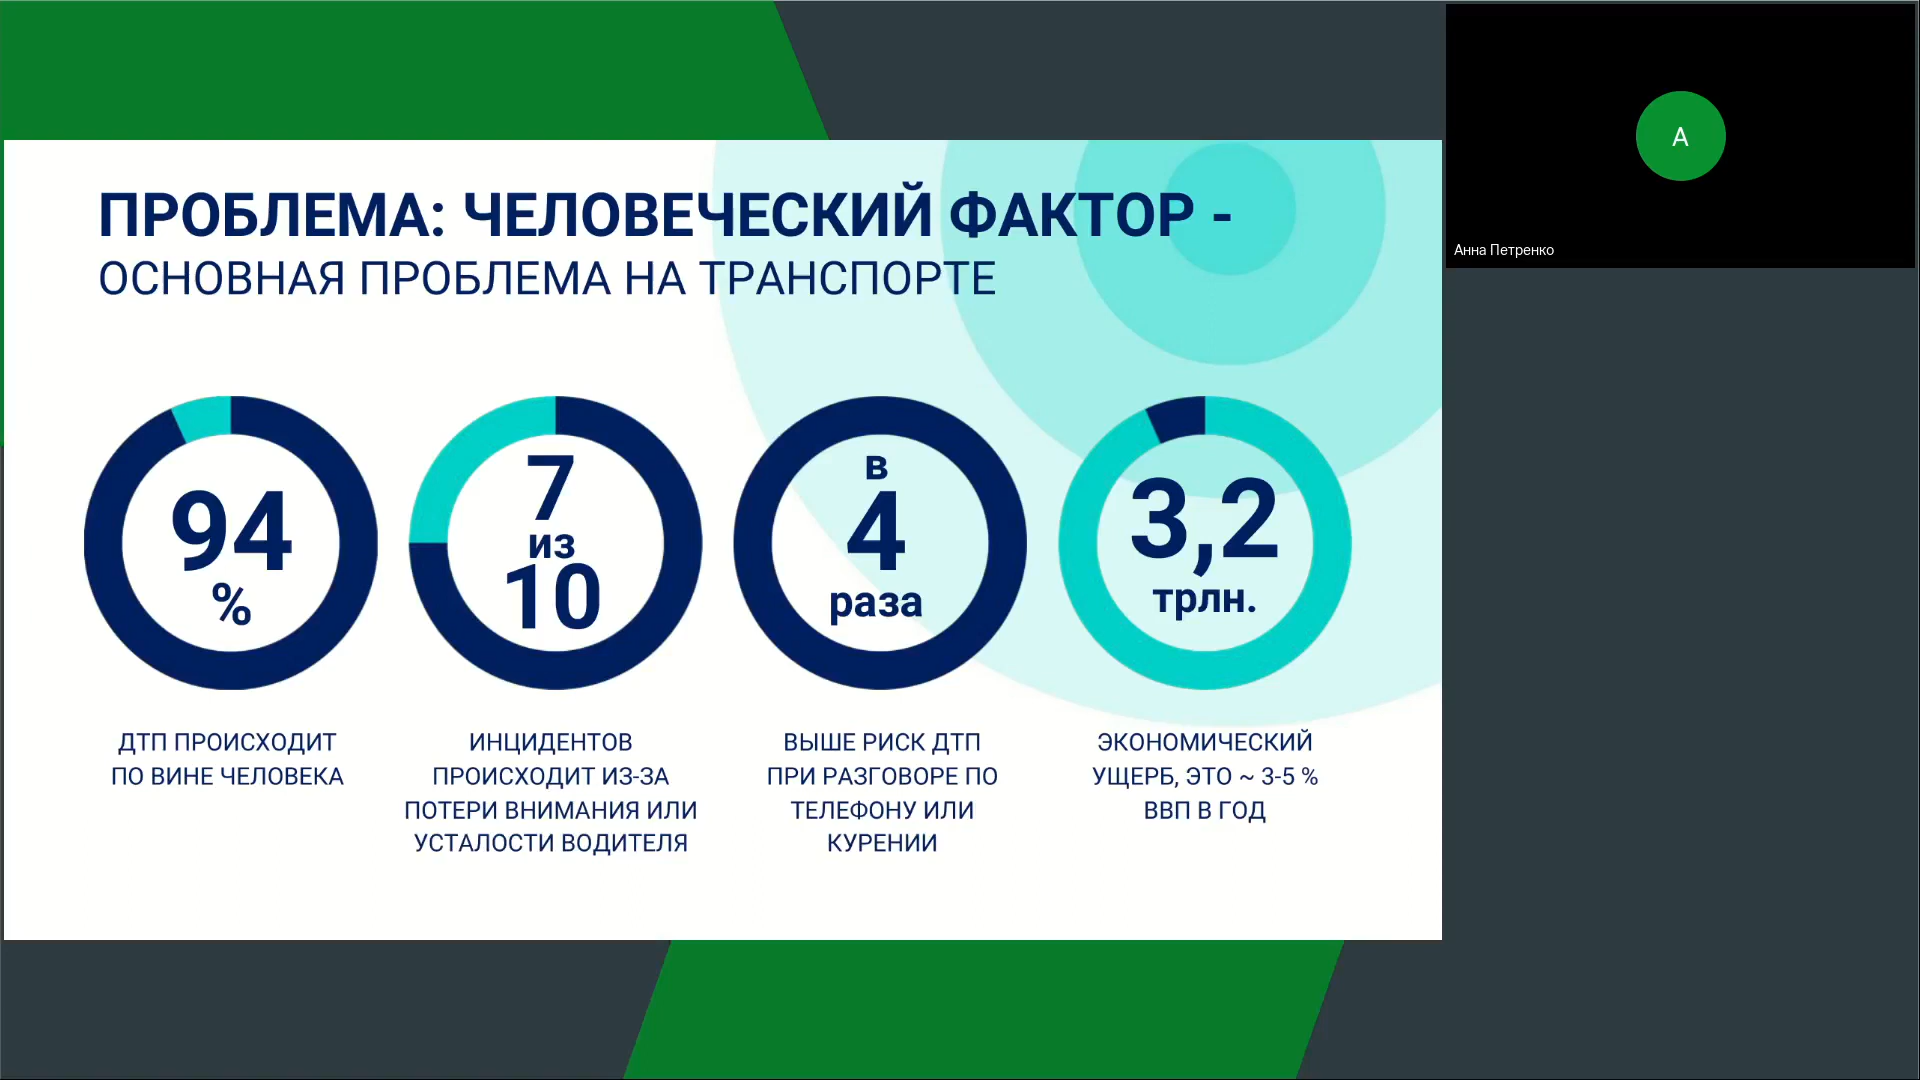 ПРОБЛЕМА: ЧЕЛОВЕЧЕСКИЙ ФАКТОР -
ОСНОВНАЯ ПРОБЛЕМА НА ТРАНСПОРТЕ
94
%
ДТП ПРОИСХОДИТ
ПО ВИНЕ ЧЕЛОВЕКА
7
из
10
ИНЦИДЕНТОВ
ПРОИСХОДИТ ИЗ-ЗА
ПОТЕРИ ВНИМАНИЯ ИЛИ
УСТАЛОСТИ ВОДИТЕЛЯ
в
4
раза
ВЫШЕ РИСК ДТП
ПРИ РАЗГОВОРЕ ПО
ТЕЛЕФОНУ ИЛИ
КУРЕНИИ
3,2
трлн.
ЭКОНОМИЧЕСКИЙ
УЩЕРБ, ЭТО ~ 3-5 %
ВВП В ГОД
А
Анна Петренко